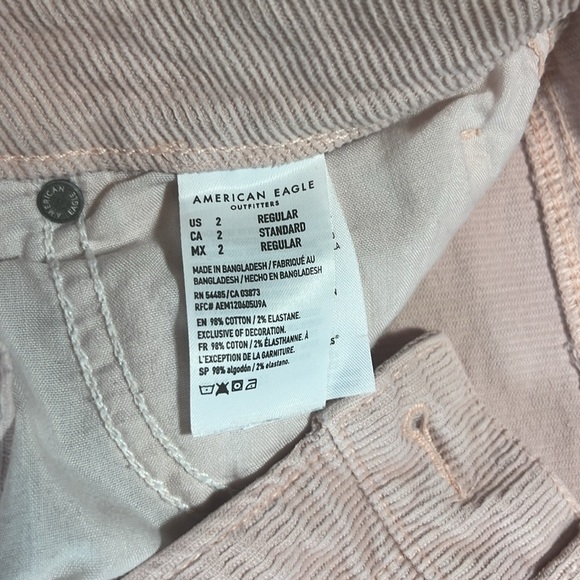 AMERICAN EAGLE
OUTFITTERS
US 2 REGULAR
CA 2 STANDARD
MX 2 REGULAR
MADE IN BANGLADESH / FABRIQUÉ AU
BANGLADESH / HECHO EN BANGLADESH
RN 54485/CA 03873
RFC# AEM120605U9A
EN 98% COTTON / 2% ELASTANE.
EXCLUSIVE OF DECORATION.
FR 98% COTON / 2% ÉLASTHANNE. À
L'EXCEPTION DE LA GARNITURE.
SP 98% algodón / 2% elastano.
AMERICAN EAGLE